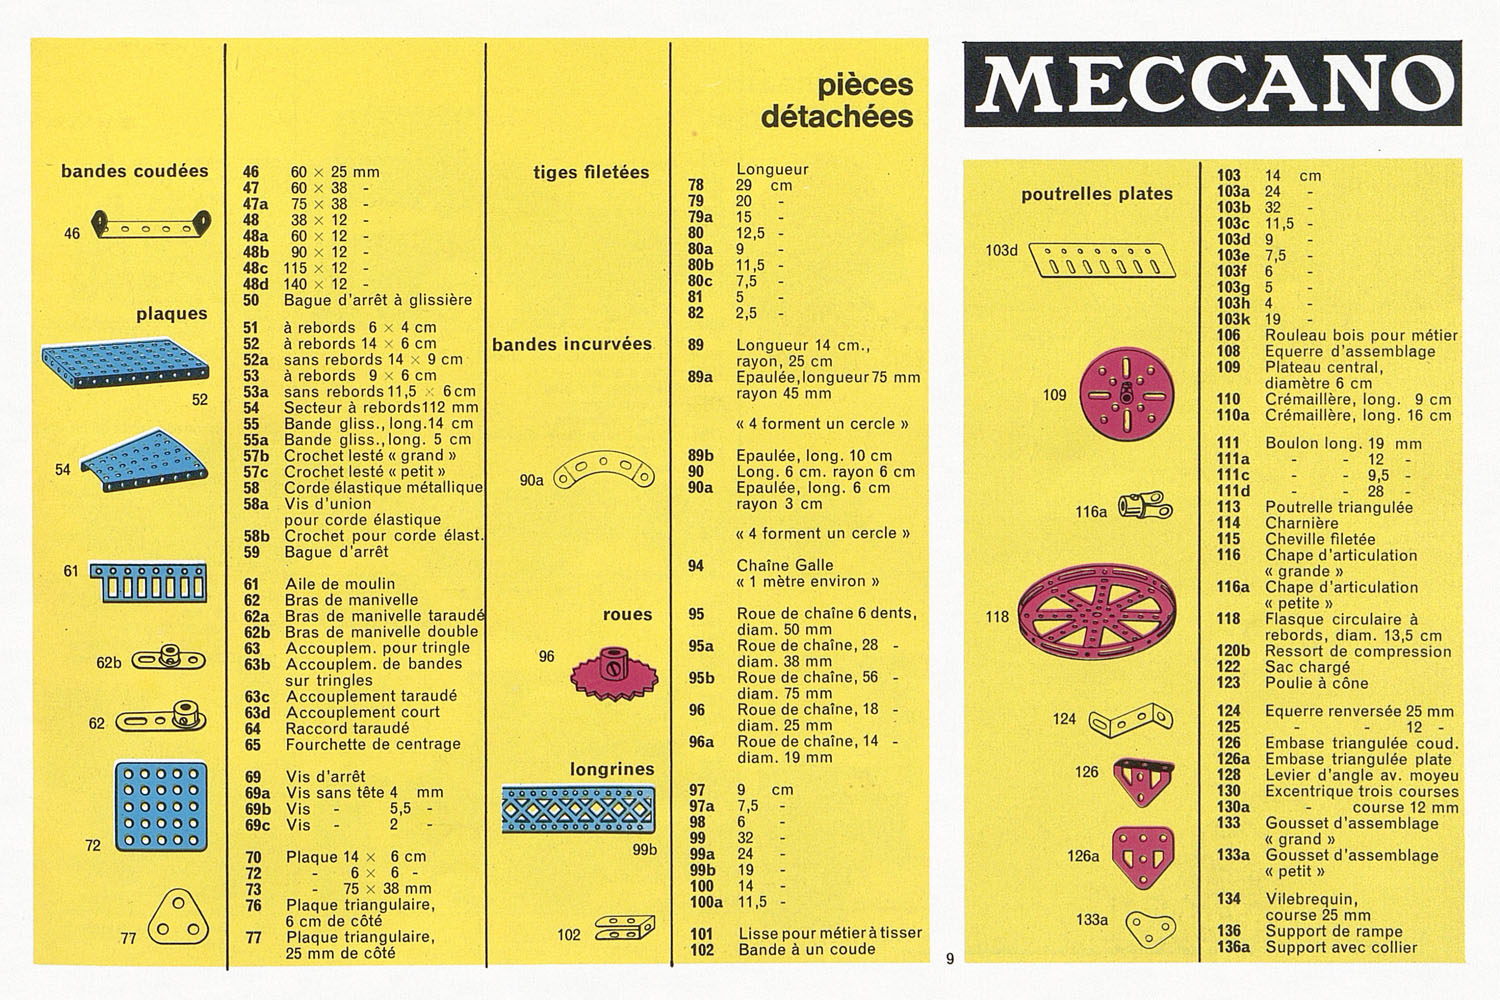 pièces
détachées
MECCANO
bandes coudées
46
46 60 × 25 mm
47 60 × 38 -
47a 75 × 38 -
48 38 × 12 -
48a 60 × 12 -
48b 90 × 12 -
48c 115 × 12 -
48d 140 × 12 -
50 Bague d'arrêt à glissière
plaques
52
54
61
62b
62
72
77
51 à rebords 6 × 4 cm
52 à rebords 14 × 6 cm
52a sans rebords 14 × 9 cm
53 à rebords 9 × 6 cm
53a sans rebords 11,5 × 6 cm
54 Secteur à rebords 112 mm
55 Bande gliss., long. 14 cm
55a Bande gliss., long. 5 cm
57b Crochet lesté « grand »
57c Crochet lesté « petit »
58 Corde élastique métallique
58a Vis d'union
pour corde élastique
58b Crochet pour corde élast.
59 Bague d'arrêt
61 Aile de moulin
62 Bras de manivelle
62a Bras de manivelle taraudé
62b Bras de manivelle double
63 Accouplem. pour tringle
63b Accouplem. de bandes
sur tringles
63c Accouplement taraudé
63d Accouplement court
64 Raccord taraudé
65 Fourchette de centrage
69 Vis d'arrêt
69a Vis sans tête 4 mm
69b Vis - 5,5 -
69c Vis - 2 -
70 Plaque 14 × 6 cm
72 - 6 × 6 -
73 - 75 × 38 mm
76 Plaque triangulaire,
6 cm de côté
77 Plaque triangulaire,
25 mm de côté
tiges filetées
Longueur
78 29 cm
79 20 -
79a 15 -
80 12,5 -
80a 9 -
80b 11,5 -
80c 7,5 -
81 5 -
82 2,5 -
bandes incurvées
90a
89 Longueur 14 cm.,
rayon, 25 cm
89a Epaulée, longueur 75 mm
rayon 45 mm
« 4 forment un cercle »
89b Epaulée, long. 10 cm
90 Long. 6 cm. rayon 6 cm
90a Epaulée, long. 6 cm
rayon 3 cm
« 4 forment un cercle »
94 Chaîne Galle
« 1 mètre environ »
roues
96
95 Roue de chaîne 6 dents,
diam. 50 mm
95a Roue de chaîne, 28 -
diam. 38 mm
95b Roue de chaîne, 56 -
diam. 75 mm
96 Roue de chaîne, 18 -
diam. 25 mm
96a Roue de chaîne, 14 -
diam. 19 mm
longrines
99b
102
97 9 cm
97a 7,5 -
98 6 -
99 32 -
99a 24 -
99b 19 -
100 14 -
100a 11,5 -
101 Lisse pour métier à tisser
102 Bande à un coude
9
poutrelles plates
103d
109
116a
118
124
126
126a
133a
103 14 cm
103a 24 -
103b 32 -
103c 11,5 -
103d 9 -
103e 7,5 -
103f 6 -
103g 5 -
103h 4 -
103k 19 -
106 Rouleau bois pour métier
108 Equerre d'assemblage
109 Plateau central,
diamètre 6 cm
110 Crémaillère, long. 9 cm
110a Crémaillère, long. 16 cm
111 Boulon long. 19 mm
111a - - 12 -
111c - - 9,5 -
111d - - 28 -
113 Poutrelle triangulée
114 Charnière
115 Cheville filetée
116 Chape d'articulation
« grande »
116a Chape d'articulation
« petite »
118 Flasque circulaire à
rebords, diam. 13,5 cm
120b Ressort de compression
122 Sac chargé
123 Poulie à cône
124 Equerre renversée 25 mm
125 - - 12 -
126 Embase triangulée coud.
126a Embase triangulée plate
128 Levier d'angle av. moyeu
130 Excentrique trois courses
130a - course 12 mm
133 Gousset d'assemblage
« grand »
133a Gousset d'assemblage
« petit »
134 Vilebrequin,
course 25 mm
136 Support de rampe
136a Support avec collier